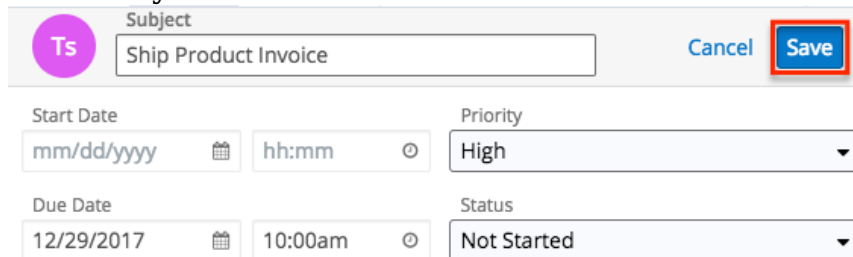 Subject
Ts Ship Product Invoice Cancel Save
Start Date Priority
mm/dd/yyyy hh:mm High
Due Date Status
12/29/2017 10:00am Not Started